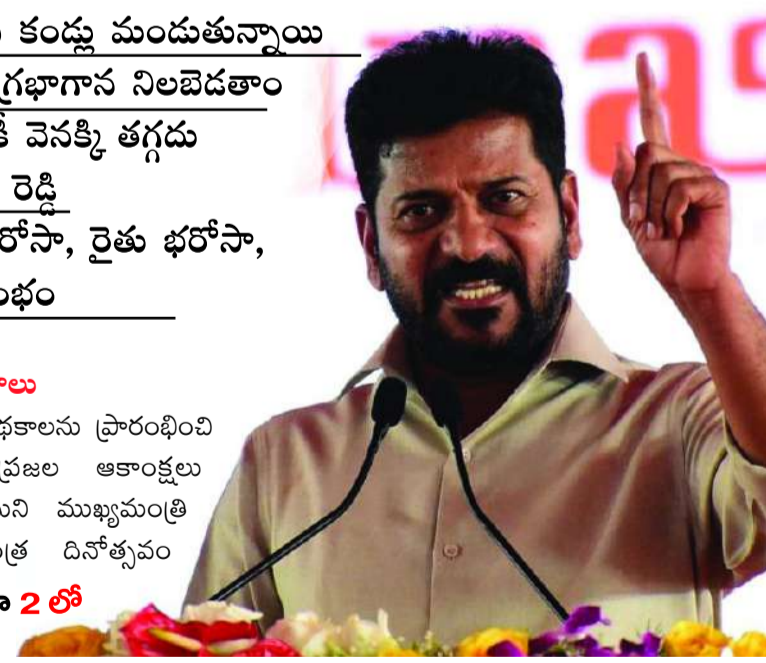 కండ్లు మండుతున్నాయి
గ్రభాగాన నిలబెడతాం
వెనక్కి తగ్గదు
రెడ్డి
రోసా, రైతు భరోసా,
ంభం
ాలు
థకాలను ప్రారంభించి
ప్రజల ఆకాంక్షలు
ముఖ్యమంత్రి
దినోత్సవం
2 లో